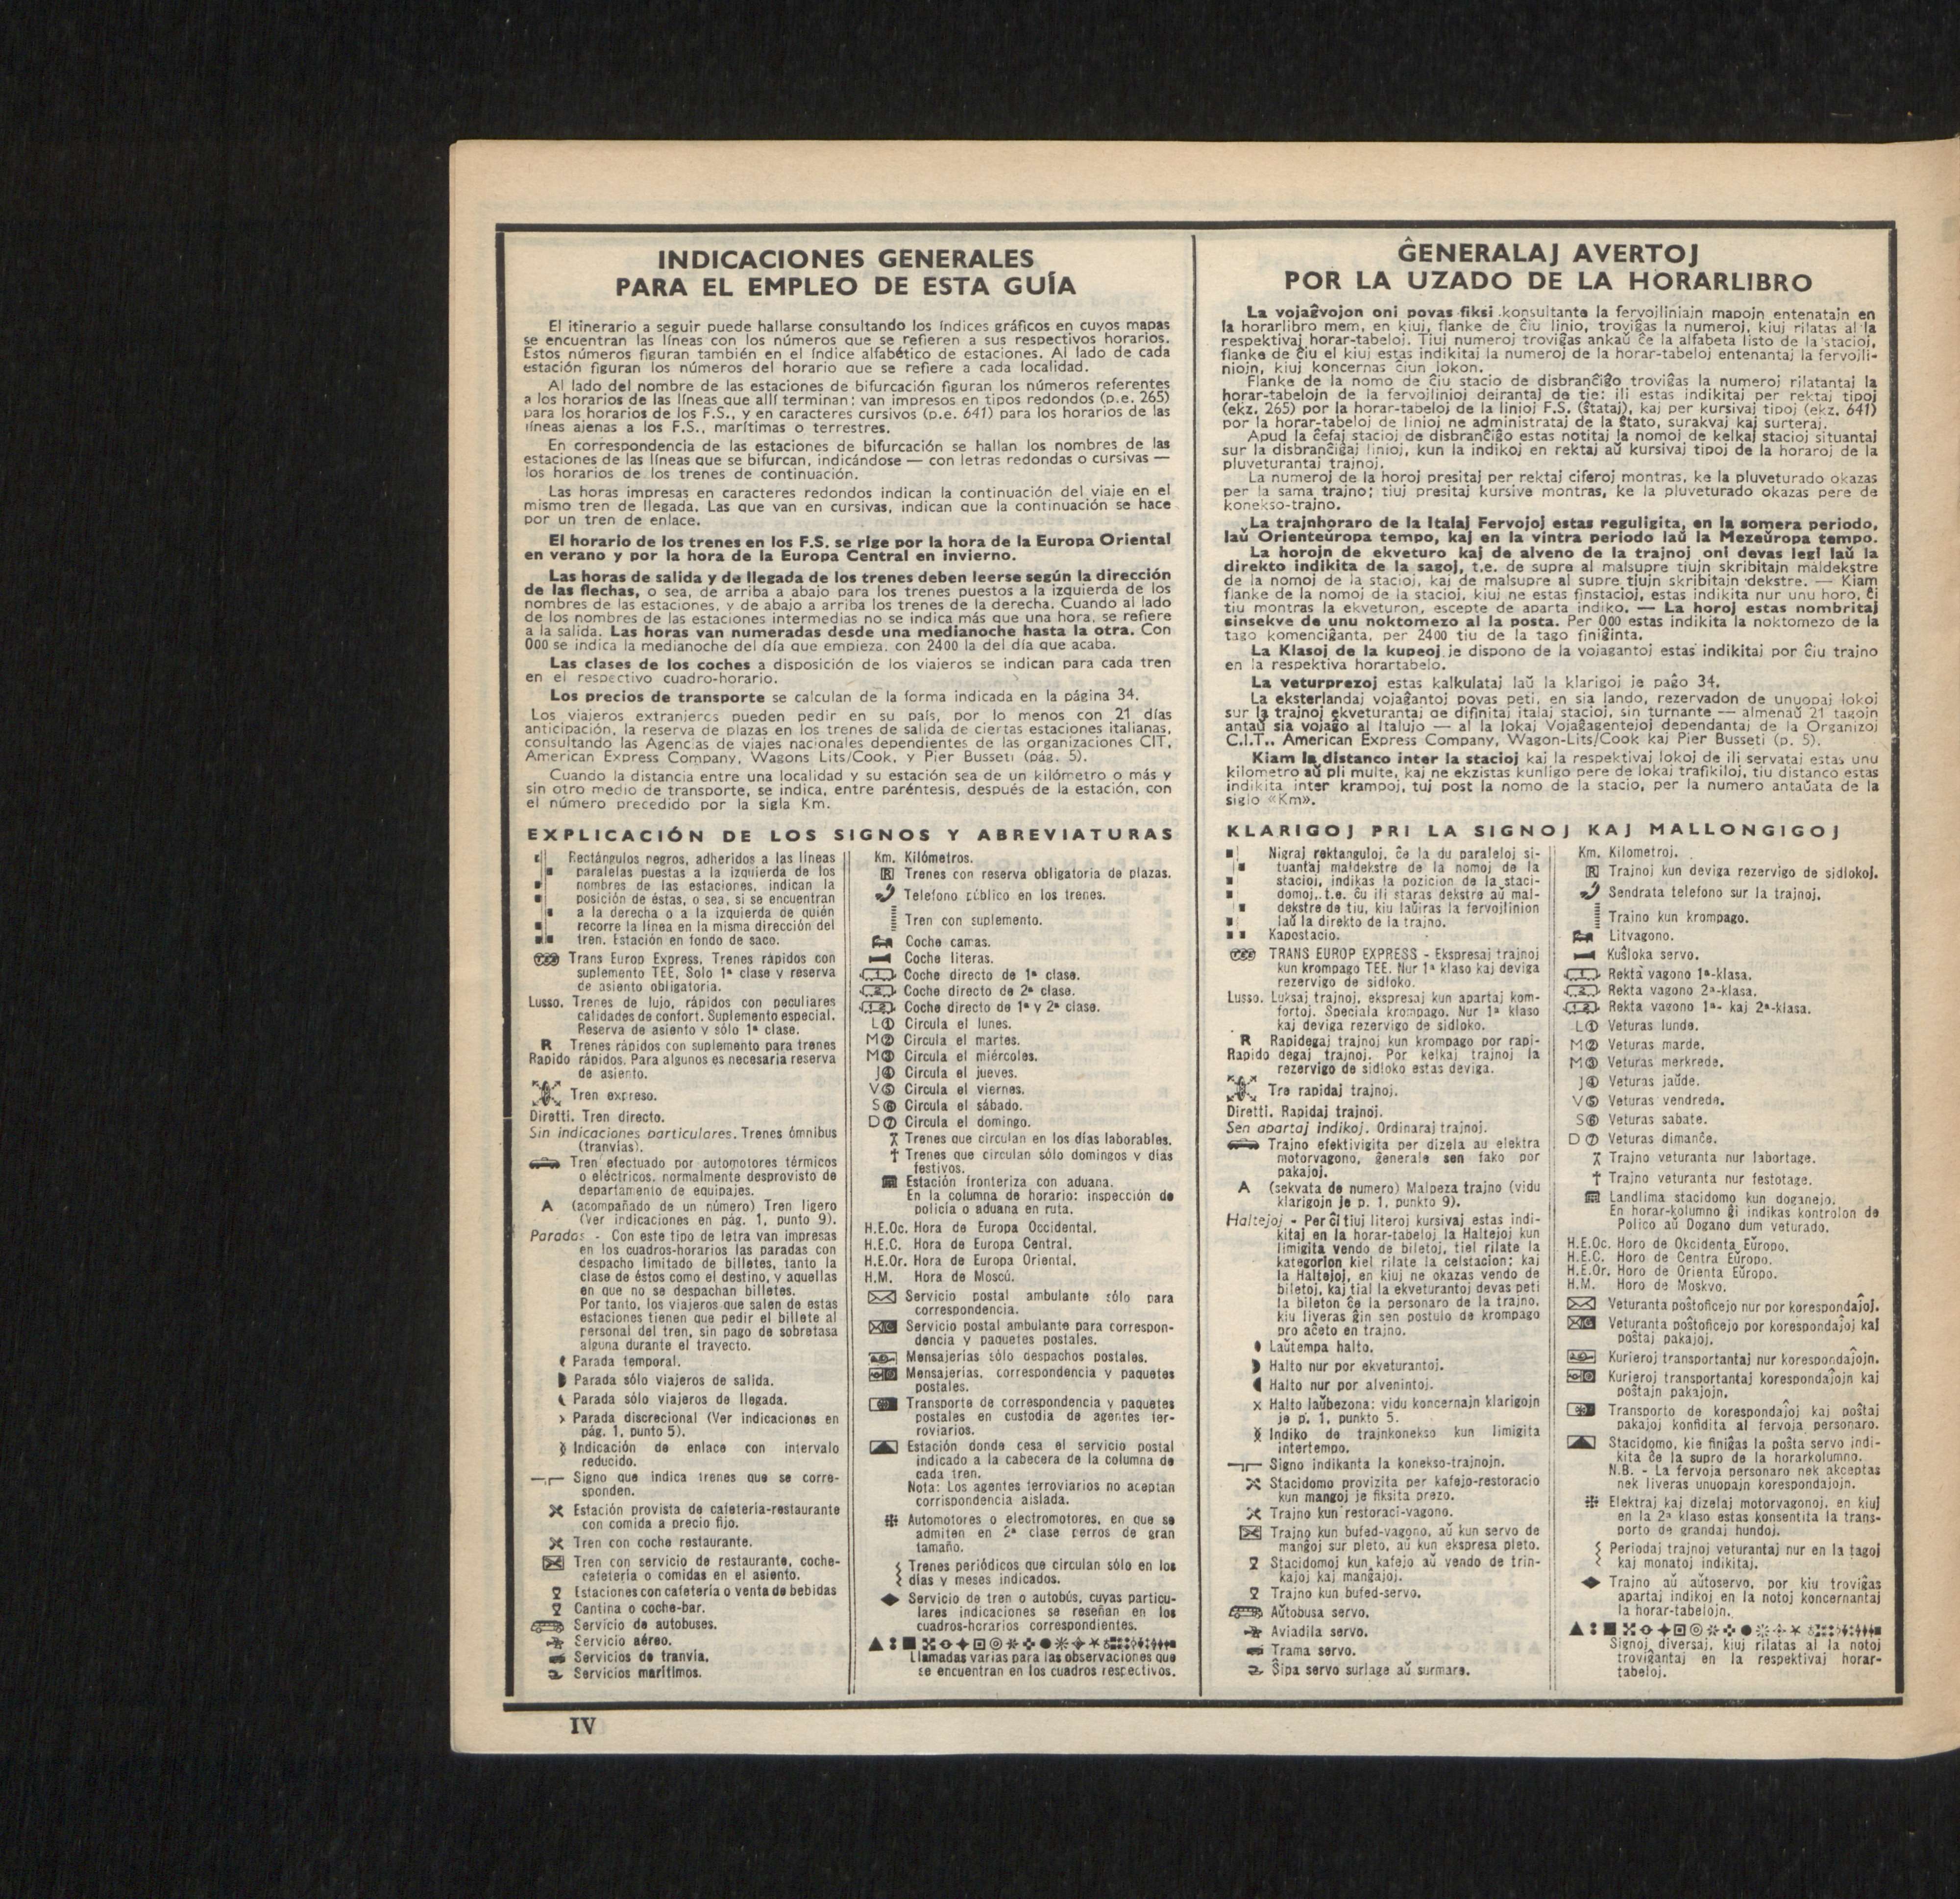 INDICACIONES GENERALES
PARA EL EMPLEO DE ESTA GUÍA
El itinerario a seguir puede hallarse consultando los índices gráficos en cuyos mapas
se encuentran las líneas con los números que se refieren a sus respectivos horarios.
Estos números figuran también en el índice alfabético de estaciones. Al lado de cada
estación figuran los números del horario que se refiere a cada localidad.
Al lado del nombre de las estaciones de bifurcación figuran los números referentes
a los horarios de las líneas que allí terminan: van impresos en tipos redondos (p.e. 265)
para los horarios de los F.S., y en caracteres cursivos (p.e. 641) para los horarios de las
líneas ajenas a los F.S., marítimas o terrestres.
En correspondencia de las estaciones de bifurcación se hallan los nombres de las
estaciones de las líneas que se bifurcan, indicándose — con letras redondas o cursivas —
los horarios de los trenes de continuación.
Las horas impresas en caracteres redondos indican la continuación del viaje en el
mismo tren de llegada. Las que van en cursivas, indican que la continuación se hace
por un tren de enlace.
El horario de los trenes en los F.S. se rige por la hora de la Europa Oriental
en verano y por la hora de la Europa Central en invierno.
Las horas de salida y de llegada de los trenes deben leerse según la dirección
de las flechas, o sea, de arriba a abajo para los trenes puestos a la izquierda de los
nombres de las estaciones, y de abajo a arriba los trenes de la derecha. Cuando al lado
de los nombres de las estaciones intermedias no se indica más que una hora, se refiere
a la salida. Las horas van numeradas desde una medianoche hasta la otra. Con
000 se indica la medianoche del día que empieza, con 2400 la del día que acaba.
Las clases de los coches a disposición de los viajeros se indican para cada tren
en el respectivo cuadro-horario.
Los precios de transporte se calculan de la forma indicada en la página 34.
Los viajeros extranjeros pueden pedir en su país, por lo menos con 21 días
anticipación, la reserva de plazas en los trenes de salida de ciertas estaciones italianas,
consultando las Agencias de viajes nacionales dependientes de las organizaciones CIT,
American Express Company, Wagons Lits/Cook, y Pier Busseti (pág. 5).
Cuando la distancia entre una localidad y su estación sea de un kilómetro o más y
sin otro medio de transporte, se indica, entre paréntesis, después de la estación, con
el número precedido por la sigla Km.
EXPLICACIÓN DE LOS SIGNOS Y ABREVIATURAS
Rectángulos negros, adheridos a las líneas
paralelas puestas a la izquierda de los
nombres de las estaciones, indican la
posición de éstas, o sea, si se encuentran
a la derecha o a la izquierda de quién
recorre la línea en la misma dirección del
tren. Estación en fondo de saco.
Trans Europ Express. Trenes rápidos con
suplemento TEE. Solo 1ª clase y reserva
de asiento obligatoria.
Lusso. Trenes de lujo, rápidos con peculiares
calidades de confort. Suplemento especial.
Reserva de asiento y sólo 1ª clase.
R Trenes rápidos con suplemento para trenes
Rapido rápidos. Para algunos es necesaria reserva
de asiento.
Tren expreso.
Diretti. Tren directo.
Sin indicaciones particulares. Trenes ómnibus
(tranvías).
Tren efectuado por automotores térmicos
o eléctricos, normalmente desprovisto de
departamento de equipajes.
A (acompañado de un número) Tren ligero
(Ver indicaciones en pág. 1, punto 9).
Paradas - Con este tipo de letra van impresas
en los cuadros-horarios las paradas con
despacho limitado de billetes, tanto la
clase de éstos como el destino, y aquellas
en que no se despachan billetes.
Por tanto, los viajeros que salen de estas
estaciones tienen que pedir el billete al
personal del tren, sin pago de sobretasa
alguna durante el trayecto.
Parada temporal.
Parada sólo viajeros de salida.
Parada sólo viajeros de llegada.
Parada discrecional (Ver indicaciones en
pág. 1, punto 5).
Indicación de enlace con intervalo
reducido.
Signo que indica trenes que se corre-
sponden.
Estación provista de cafetería-restaurante
con comida a precio fijo.
Tren con coche restaurante.
Tren con servicio de restaurante, coche-
cafetería o comidas en el asiento.
Estaciones con cafetería o venta de bebidas
Cantina o coche-bar.
Servicio de autobuses.
Servicio aéreo.
Servicios de tranvía.
Servicios marítimos.
Km. Kilómetros.
R Trenes con reserva obligatoria de plazas.
Telefono público en los trenes.
Tren con suplemento.
Coche camas.
Coche literas.
1 Coche directo de 1ª clase.
2 Coche directo de 2ª clase.
1 2 Coche directo de 1ª y 2ª clase.
L① Circula el lunes.
M② Circula el martes.
M③ Circula el miércoles.
J④ Circula el jueves.
V⑤ Circula el viernes.
S⑥ Circula el sábado.
D⑦ Circula el domingo.
Trenes que circulan en los días laborables.
† Trenes que circulan sólo domingos y días
festivos.
Estación fronteriza con aduana.
En la columna de horario: inspección de
policía o aduana en ruta.
H.E.Oc. Hora de Europa Occidental.
H.E.C. Hora de Europa Central.
H.E.Or. Hora de Europa Oriental.
H.M. Hora de Moscú.
Servicio postal ambulante sólo para
correspondencia.
Servicio postal ambulante para correspon-
dencia y paquetes postales.
Mensajerías sólo despachos postales.
Mensajerías, correspondencia y paquetes
postales.
Transporte de correspondencia y paquetes
postales en custodia de agentes fer-
roviarios.
Estación donde cesa el servicio postal
indicado a la cabecera de la columna de
cada tren.
Nota: Los agentes ferroviarios no aceptan
corrispondencia aislada.
Automotores o electromotores, en que se
admiten en 2ª clase perros de gran
tamaño.
Trenes periódicos que circulan sólo en los
días y meses indicados.
Servicio de tren o autobús, cuyas particu-
lares indicaciones se reseñan en los
cuadros-horarios correspondientes.
Llamadas varias para las observaciones que
se encuentran en los cuadros respectivos.
IV
ĜENERALAJ AVERTOJ
POR LA UZADO DE LA HORARLIBRO
La vojaĝvojon oni povas fiksi konsultante la fervojliniajn mapojn entenatajn en
la horarlibro mem, en kiuj, flanke de ĉiu linio, troviĝas la numeroj, kiuj rilatas al la
respektivaj horar-tabeloj. Tiuj numeroj troviĝas ankaŭ ĉe la alfabeta listo de la stacioj,
flanke de ĉiu el kiuj estas indikitaj la numeroj de la horar-tabeloj entenantaj la fervojli-
niojn, kiuj koncernas ĉiun lokon.
Flanke de la nomo de ĉiu stacio de disbranĉiĝo troviĝas la numeroj rilatantaj la
horar-tabelojn de la fervojlinioj deirantaj de tie: ili estas indikitaj per rektaj tipoj
(ekz. 265) por la horar-tabeloj de la linioj F.S. (ŝtataj), kaj per kursivaj tipoj (ekz. 641)
por la horar-tabeloj de linioj ne administrataj de la Ŝtato, surakvaj kaj surteraj.
Apud la ĉefaj stacioj de disbranĉiĝo estas notitaj la nomoj de kelkaj stacioj situantaj
sur la disbranĉiĝaj linioj, kun la indikoj en rektaj aŭ kursivaj tipoj de la horaroj de la
pluveturantaj trajnoj.
La numeroj de la horoj presitaj per rektaj ciferoj montras, ke la pluveturado okazas
per la sama trajno; tiuj presitaj kursive montras, ke la pluveturado okazas pere de
konekso-trajno.
La trajnhoraro de la Italaj Fervojoj estas reguligita, en la somera periodo,
laŭ Orienteŭropa tempo, kaj en la vintra periodo laŭ la Mezeŭropa tempo.
La horojn de ekveturo kaj de alveno de la trajnoj oni devas legi laŭ la
direkto indikita de la sagoj, t.e. de supre al malsupre tiujn skribitajn maldekstre
de la nomoj de la stacioj, kaj de malsupre al supre tiujn skribitajn dekstre. — Kiam
flanke de la nomoj de la stacioj, kiuj ne estas finstacioj, estas indikita nur unu horo, ĉi
tiu montras la ekveturon, escepte de aparta indiko. — La horoj estas nombritaj
sinsekve de unu noktomezo al la posta. Per 000 estas indikita la noktomezo de la
tago komenciĝanta, per 2400 tiu de la tago finiĝinta.
La Klasoj de la kupeoj je dispono de la vojaĝantoj estas indikitaj por ĉiu trajno
en la respektiva horartabelo.
La veturprezoj estas kalkulataj laŭ la klarigoj je paĝo 34.
La eksterlandaj vojaĝantoj povas peti, en sia lando, rezervadon de unuopaj lokoj
sur la trajnoj ekveturantaj de difinitaj italaj stacioj, sin turnante — almenaŭ 21 tagojn
antaŭ sia vojaĝo al Italujo — al la lokaj Vojaĝagentejoj dependantaj de la Organizoj
C.I.T., American Express Company, Wagon-Lits/Cook kaj Pier Busseti (p. 5).
Kiam la distanco inter la stacioj kaj la respektivaj lokoj de ili servataj estas unu
kilometro aŭ pli multe, kaj ne ekzistas kunligo pere de lokaj trafikiloj, tiu distanco estas
indikita inter krampoj, tuj post la nomo de la stacio, per la numero antaŭata de la
siglo «Km».
KLARIGOJ PRI LA SIGNOJ KAJ MALLONGIGOJ
Nigraj rektanguloj, ĉe la du paraleloj si-
tuantaj maldekstre de la nomoj de la
stacioj, indikas la pozicion de la staci-
domoj, t.e. ĉu ili staras dekstre aŭ mal-
dekstre de tiu, kiu laŭiras la fervojlinion
laŭ la direkto de la trajno.
Kapostacio.
TRANS EUROP EXPRESS - Ekspresaj trajnoj
kun krompago TEE. Nur 1ª klaso kaj deviga
rezervigo de sidloko.
Lusso. Luksaj trajnoj, ekspresaj kun apartaj kom-
fortoj. Speciala krompago. Nur 1ª klaso
kaj deviga rezervigo de sidloko.
R Rapidegaj trajnoj kun krompago por rapi-
Rapido degaj trajnoj. Por kelkaj trajnoj la
rezervigo de sidloko estas deviga.
Tre rapidaj trajnoj.
Diretti. Rapidaj trajnoj.
Sen apartaj indikoj. Ordinaraj trajnoj.
Trajno efektivigita per dizela au elektra
motorvagono, ĝenerale sen fako por
pakajoj.
A (sekvata de numero) Malpeza trajno (vidu
klarigojn je p. 1, punkto 9).
Haltejoj - Per ĉi tiuj literoj kursivaj estas indi-
kitaj en la horar-tabeloj la Haltejoj kun
limigita vendo de biletoj, tiel rilate la
kategorion kiel rilate la celstacion; kaj
la Haltejoj, en kiuj ne okazas vendo de
biletoj, kaj tial la ekveturantoj devas peti
la bileton ĉe la personaro de la trajno,
kiu liveras ĝin sen postulo de krompago
pro aĉeto en trajno.
Laŭtempa halto.
Halto nur por ekveturantoj.
Halto nur por alvenintoj.
x Halto laŭbezona: vidu koncernajn klarigojn
je p. 1, punkto 5.
Indiko de trajnkonekso kun limigita
intertempo.
Signo indikanta la konekso-trajnojn.
Stacidomo provizita per kafejo-restoracio
kun mangoj je fiksita prezo.
Trajno kun restoraci-vagono.
Trajno kun bufed-vagono, aŭ kun servo de
manĝoj sur pleto, aŭ kun ekspresa pleto.
Stacidomoj kun kafejo aŭ vendo de trin-
kajoj kaj manĝajoj.
Trajno kun bufed-servo.
Aŭtobusa servo.
Aviadila servo.
Trama servo.
Ŝipa servo surlage aŭ surmare.
Km. Kilometroj.
R Trajnoj kun deviga rezervigo de sidlokoj.
Sendrata telefono sur la trajnoj.
Trajno kun krompago.
Litvagono.
Kuŝloka servo.
1 Rekta vagono 1ª-klasa.
2 Rekta vagono 2ª-klasa.
1 2 Rekta vagono 1ª- kaj 2ª-klasa.
L① Veturas lunde.
M② Veturas marde.
M③ Veturas merkrede.
J④ Veturas jaŭde.
V⑤ Veturas vendrede.
S⑥ Veturas sabate.
D⑦ Veturas dimanĉe.
Trajno veturanta nur labortage.
† Trajno veturanta nur festotage.
Landlima stacidomo kun doganejo.
En horar-kolumno ĝi indikas kontrolon de
Polico aŭ Dogano dum veturado.
H.E.Oc. Horo de Okcidenta Eŭropo.
H.E.C. Horo de Centra Eŭropo.
H.E.Or. Horo de Orienta Eŭropo.
H.M. Horo de Moskvo.
Veturanta poŝtoficejo nur por korespondaĵoj.
Veturanta poŝtoficejo por korespondaĵoj kaj
poŝtaj pakajoj.
Kurieroj transportantaj nur korespondaĵojn.
Kurieroj transportantaj korespondaĵojn kaj
poŝtajn pakajojn.
Transporto de korespondaĵoj kaj poŝtaj
pakajoj konfidita al fervoja personaro.
Stacidomo, kie finiĝas la poŝta servo indi-
kita ĉe la supro de la horarkolumno.
N.B. - La fervoja personaro nek akceptas
nek liveras unuopajn korespondajojn.
Elektraj kaj dizelaj motorvagonoj, en kiuj
en la 2ª klaso estas konsentita la trans-
porto de grandaj hundoj.
Periodaj trajnoj veturantaj nur en la tagoj
kaj monatoj indikitaj.
Trajno aŭ aŭtoservo, por kiu troviĝas
apartaj indikoj en la notoj koncernantaj
la horar-tabelojn.
Signoj diversaj, kiuj rilatas al la notoj
troviĝantaj en la respektivaj horar-
tabeloj.